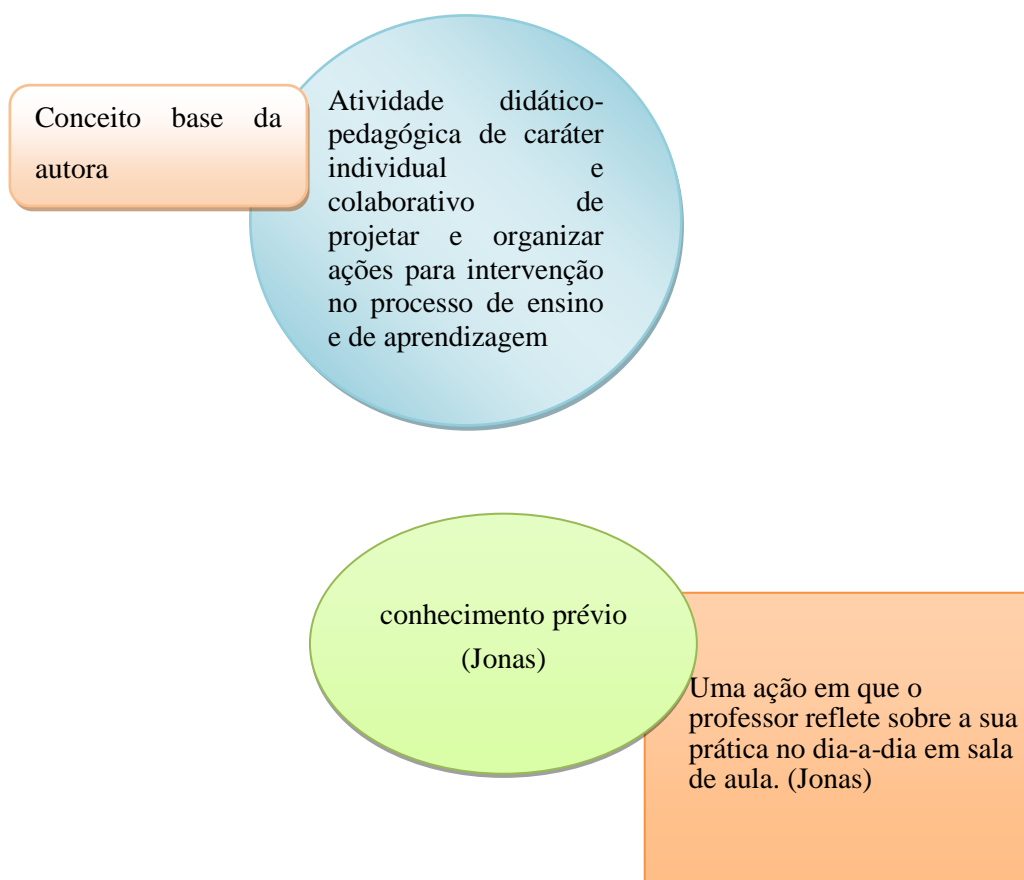 Conceito base da
autora
Atividade didático-
pedagógica de caráter
individual e
colaborativo de
projetar e organizar
ações para intervenção
no processo de ensino
e de aprendizagem
conhecimento prévio
(Jonas)
Uma ação em que o
professor reflete sobre a sua
prática no dia-a-dia em sala
de aula. (Jonas)